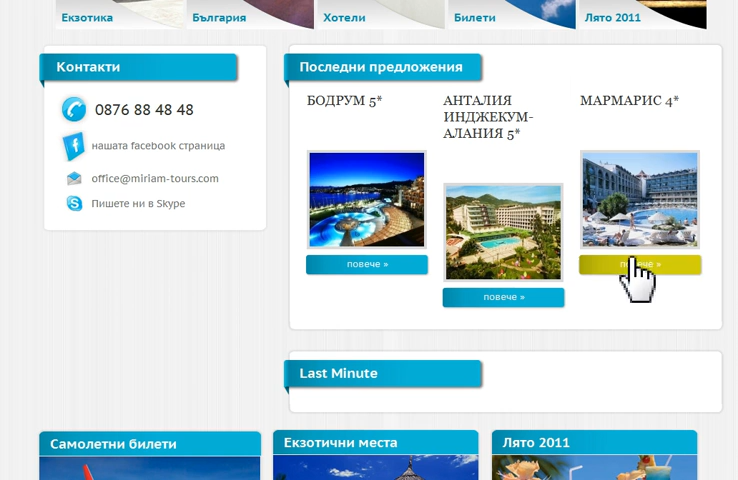 Екзотика
България
Хотели
Билети
Лято 2011
Контакти
0876 88 48 48
нашата facebook страница
office@miriam-tours.com
Пишете ни в Skype
Последни предложения
БОДРУМ 5*
повече »
АНТАЛИЯ
ИНДЖЕКУМ-
АЛАНИЯ 5*
повече »
МАРМАРИС 4*
Last Minute
Самолетни билети
Екзотични места
Лято 2011